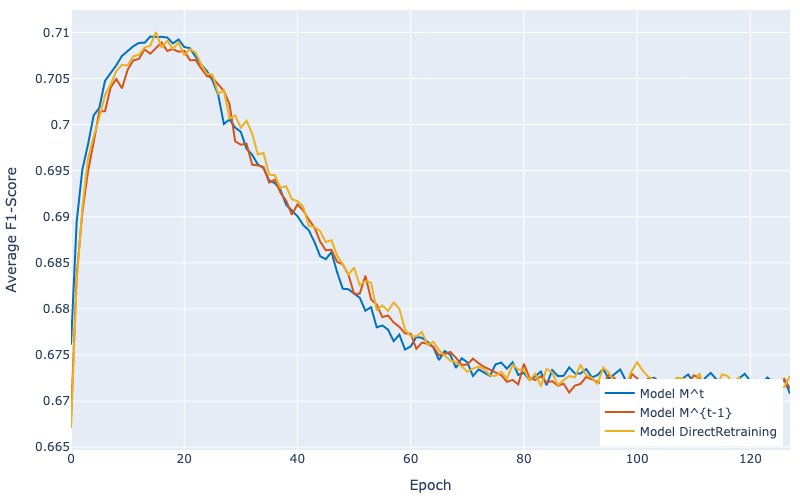 0.71
0.705
0.7
0.695
0.69
0.685
0.68
0.675
0.67
0.665
Average F1-Score
0 20 40 60 80 100 120
Epoch
Model M^t
Model M^{t-1}
Model DirectRetraining